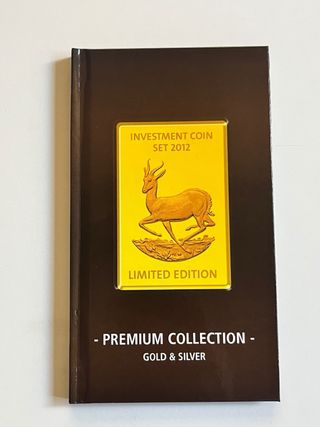 INVESTMENT COIN
SET 2012
LIMITED EDITION
- PREMIUM COLLECTION -
GOLD & SILVER